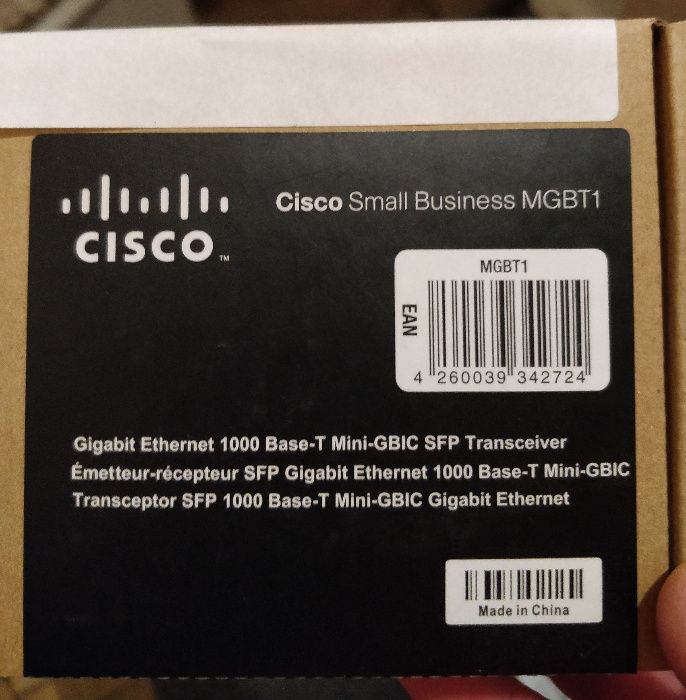 CISCO™
Cisco Small Business MGBT1
MGBT1
EAN
4 260039 342724
Gigabit Ethernet 1000 Base-T Mini-GBIC SFP Transceiver
Émetteur-récepteur SFP Gigabit Ethernet 1000 Base-T Mini-GBIC
Transceptor SFP 1000 Base-T Mini-GBIC Gigabit Ethernet
Made in China